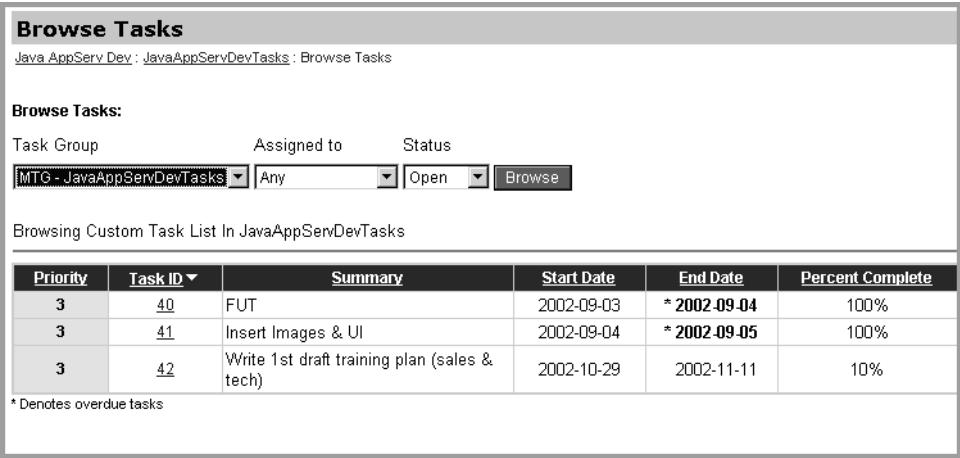 Browse Tasks
Java AppServ Dev : JavaAppServDevTasks : Browse Tasks
Browse Tasks:
Task Group Assigned to Status
MTG - JavaAppServDevTasks Any Open Browse
Browsing Custom Task List In JavaAppServDevTasks
Priority Task ID Summary Start Date End Date Percent Complete
3 40 FUT 2002-09-03 * 2002-09-04 100%
3 41 Insert Images & UI 2002-09-04 * 2002-09-05 100%
3 42 Write 1st draft training plan (sales & tech) 2002-10-29 2002-11-11 10%
* Denotes overdue tasks